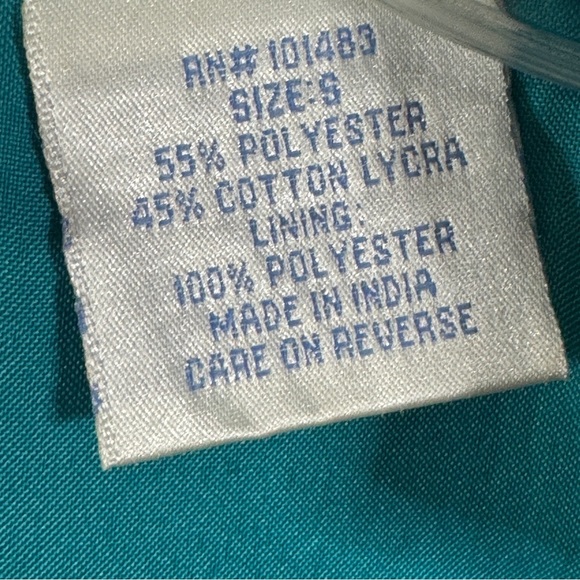 RN# 101483
SIZE: S
55% POLYESTER
45% COTTON LYCRA
LINING:
100% POLYESTER
MADE IN INDIA
CARE ON REVERSE